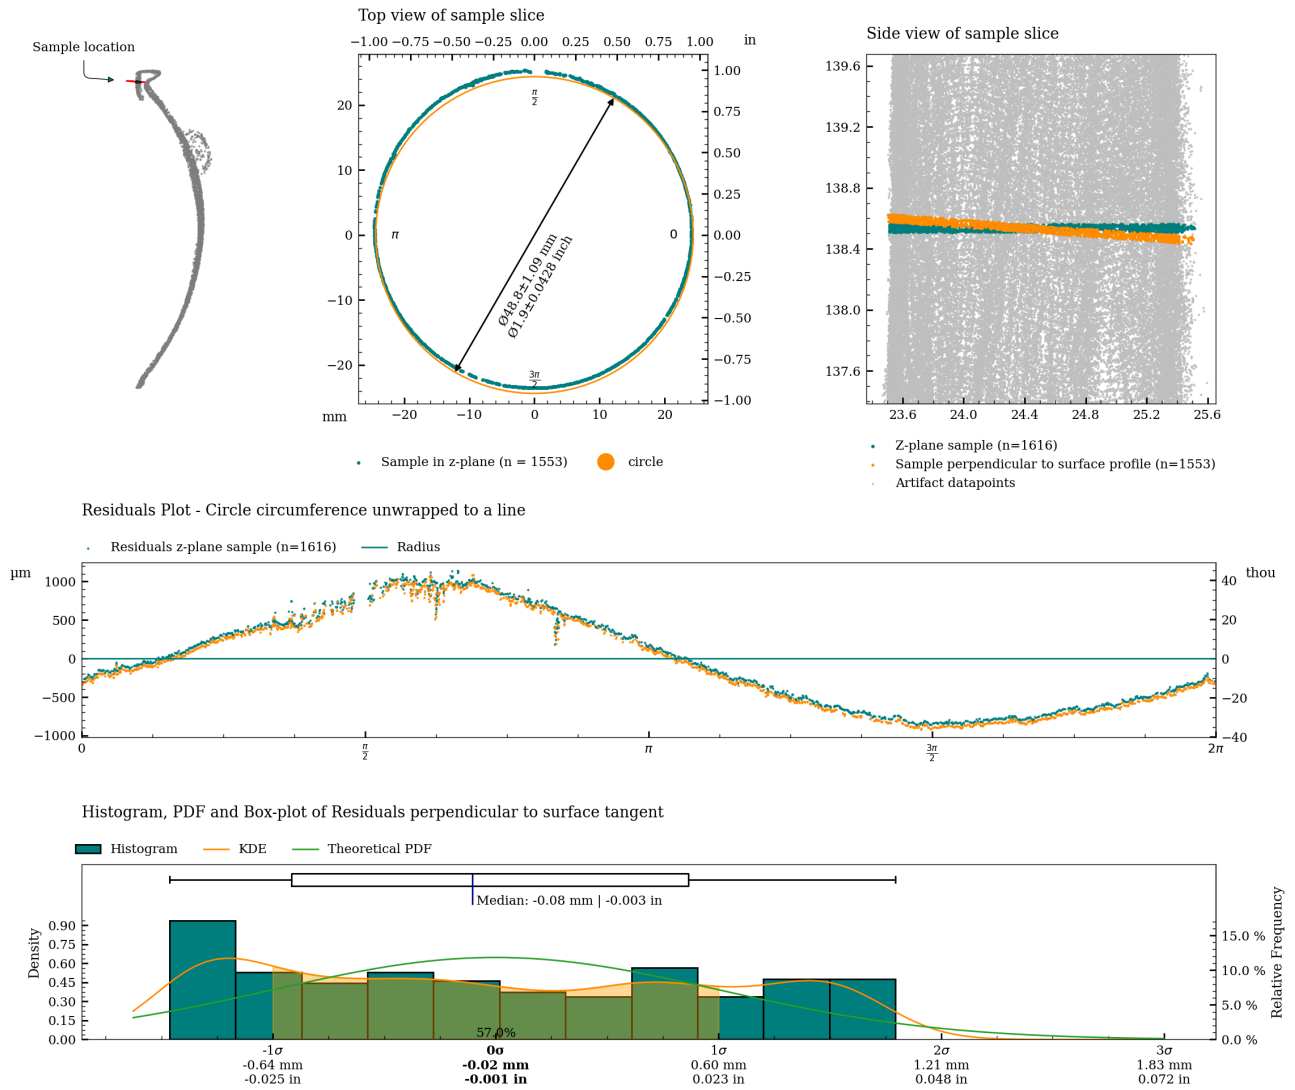 Sample location
Top view of sample slice
−1.00 −0.75 −0.50 −0.25 0.00 0.25 0.50 0.75 1.00
in
20
10
0
−10
−20
mm
−20 −10 0 10 20
1.00
0.75
0.50
0.25
0.00
−0.25
−0.50
−0.75
−1.00
π/2
π
0
3π/2
Ø48.8±1.09 mm
Ø1.9±0.0428 inch
Sample in z-plane (n = 1553)
circle
Side view of sample slice
139.6
139.2
138.8
138.4
138.0
137.6
23.6 24.0 24.4 24.8 25.2 25.6
Z-plane sample (n=1616)
Sample perpendicular to surface profile (n=1553)
Artifact datapoints
Residuals Plot - Circle circumference unwrapped to a line
Residuals z-plane sample (n=1616)
Radius
µm
1000
500
0
−500
−1000
thou
40
20
0
−20
−40
0 π/2 π 3π/2 2π
Histogram, PDF and Box-plot of Residuals perpendicular to surface tangent
Histogram
KDE
Theoretical PDF
Median: -0.08 mm | -0.003 in
Density
0.90
0.75
0.60
0.45
0.30
0.15
0.00
Relative Frequency
15.0 %
10.0 %
5.0 %
0.0 %
57.0%
-1σ 0σ 1σ 2σ 3σ
-0.64 mm -0.02 mm 0.60 mm 1.21 mm 1.83 mm
-0.025 in -0.001 in 0.023 in 0.048 in 0.072 in